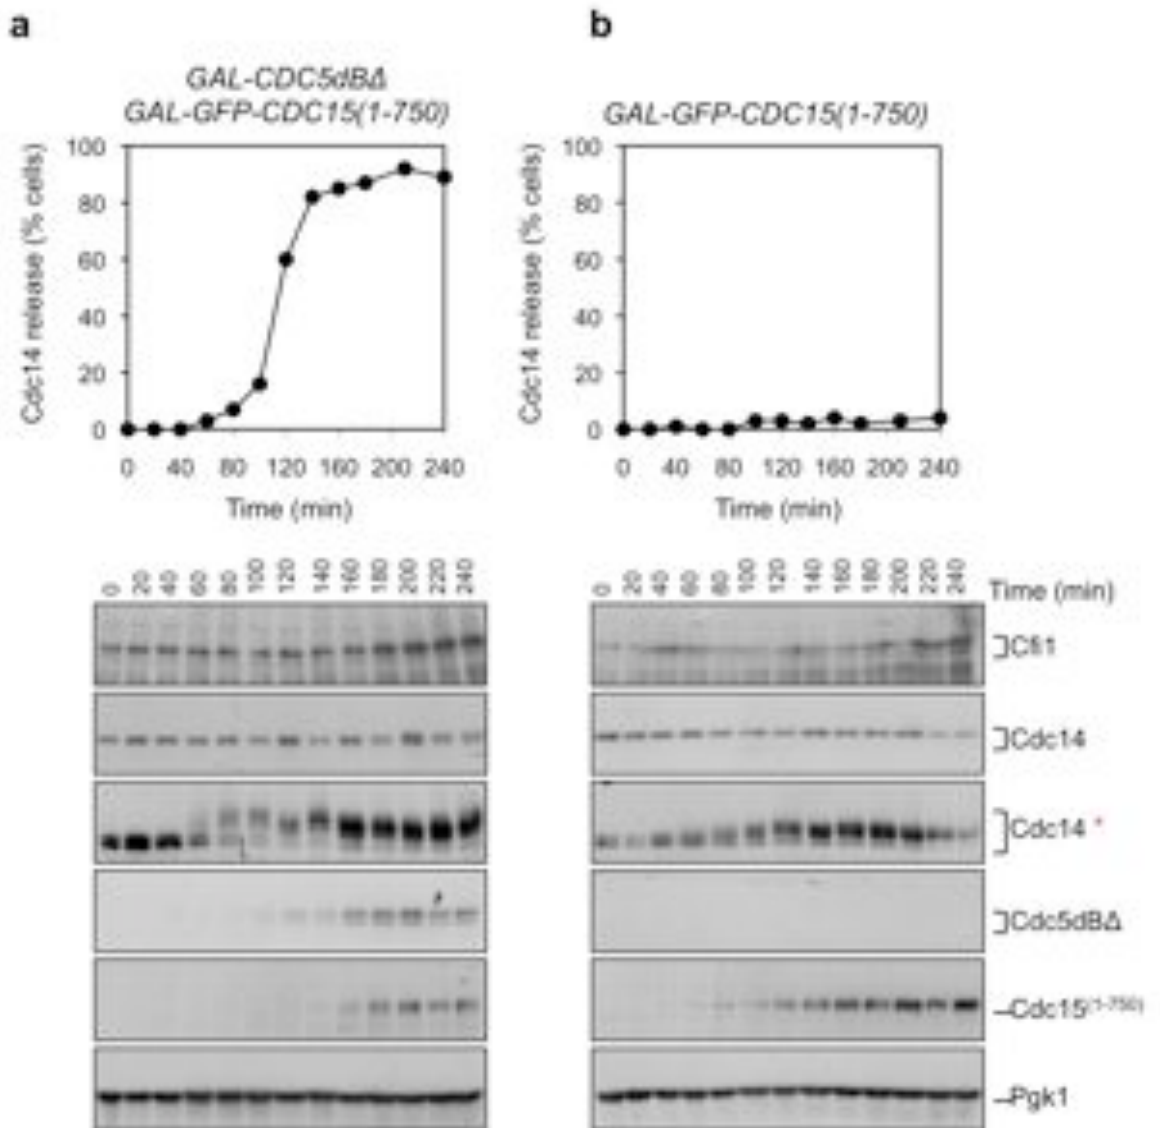 a
b
GAL-CDC5dBΔ
GAL-GFP-CDC15(1-750)
GAL-GFP-CDC15(1-750)
Cdc14 release (% cells)
100
80
60
40
20
0
0 40 80 120 160 200 240
Time (min)
Cdc14 release (% cells)
100
80
60
40
20
0
0 40 80 120 160 200 240
Time (min)
0 20 40 60 80 100 120 140 160 180 200 220 240
0 20 40 60 80 100 120 140 160 180 200 220 240
Time (min)
Cfi1
Cdc14
Cdc14 *
Cdc5dBΔ
Cdc15(1-750)
Pgk1